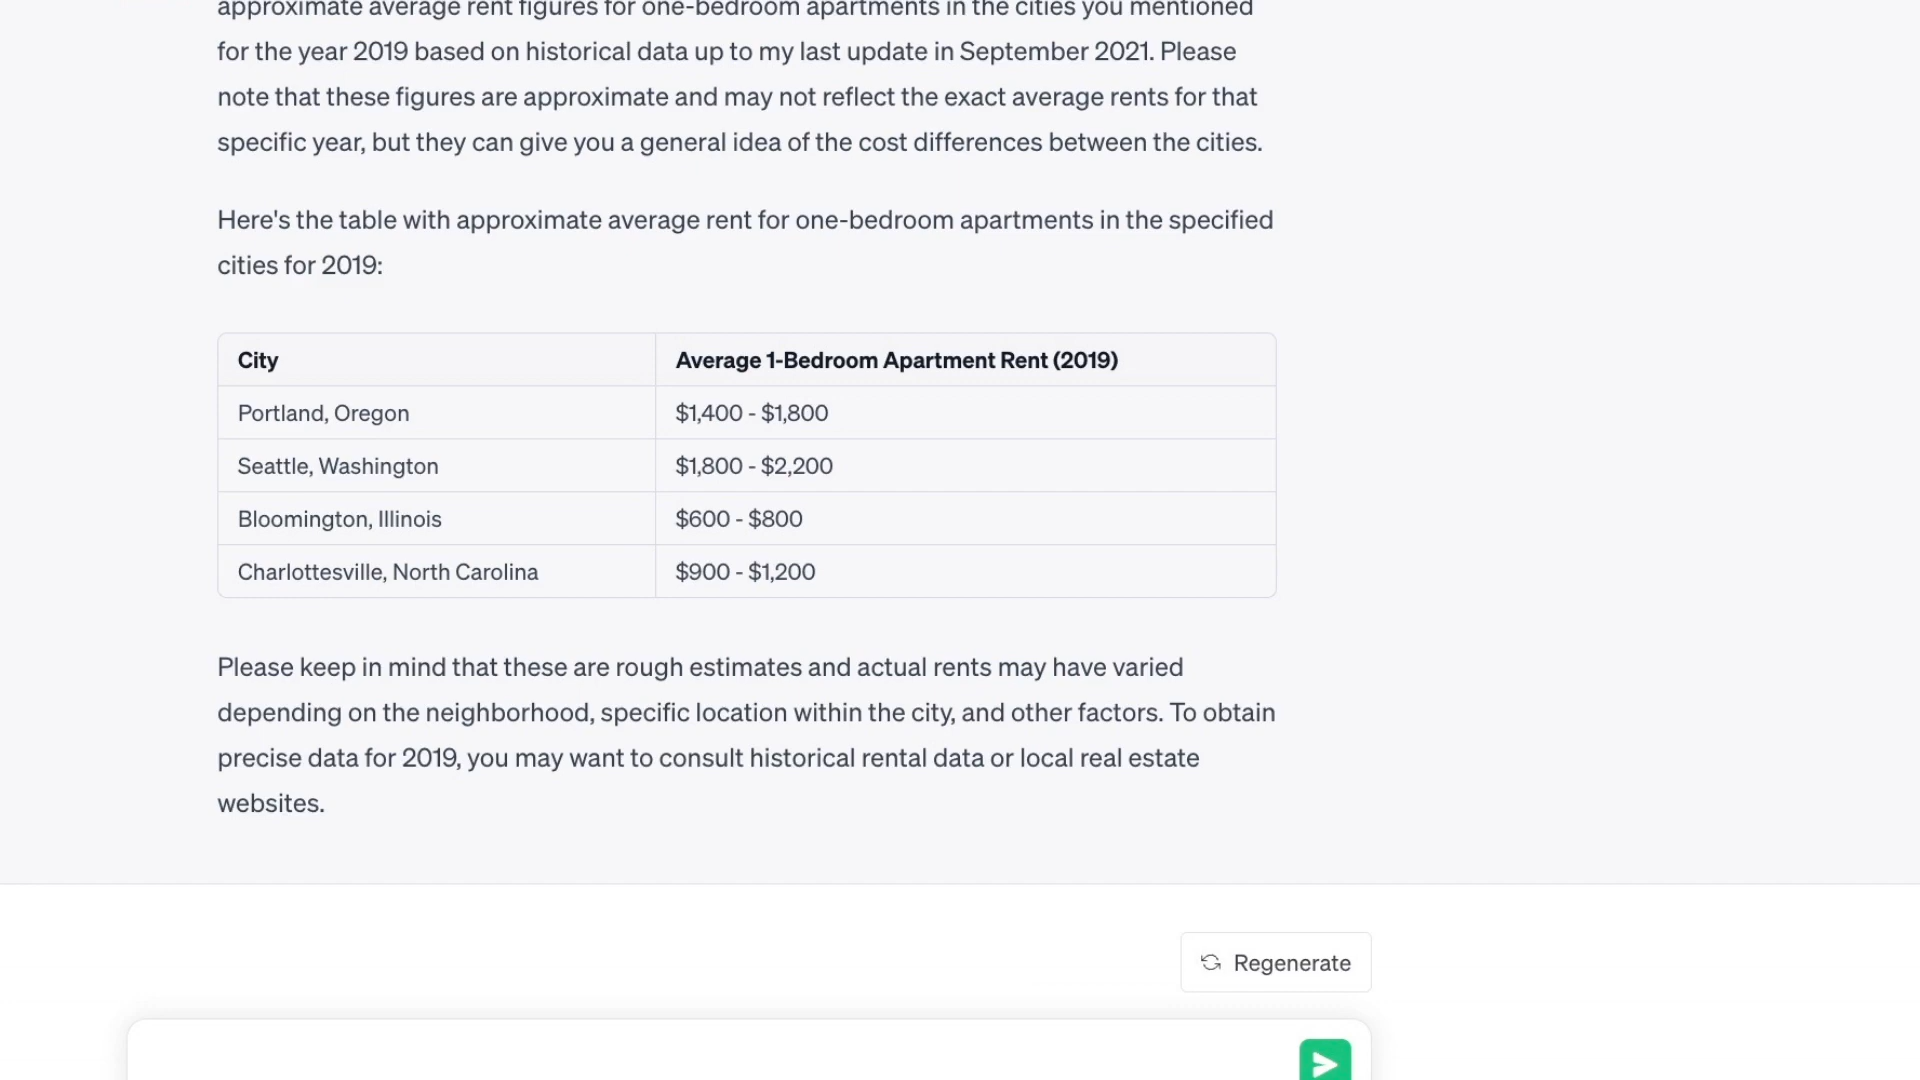 approximate average rent figures for one-bedroom apartments in the cities you mentioned
for the year 2019 based on historical data up to my last update in September 2021. Please
note that these figures are approximate and may not reflect the exact average rents for that
specific year, but they can give you a general idea of the cost differences between the cities.
Here's the table with approximate average rent for one-bedroom apartments in the specified
cities for 2019:
City Average 1-Bedroom Apartment Rent (2019)
Portland, Oregon $1,400 - $1,800
Seattle, Washington $1,800 - $2,200
Bloomington, Illinois $600 - $800
Charlottesville, North Carolina $900 - $1,200
Please keep in mind that these are rough estimates and actual rents may have varied
depending on the neighborhood, specific location within the city, and other factors. To obtain
precise data for 2019, you may want to consult historical rental data or local real estate
websites.
Regenerate